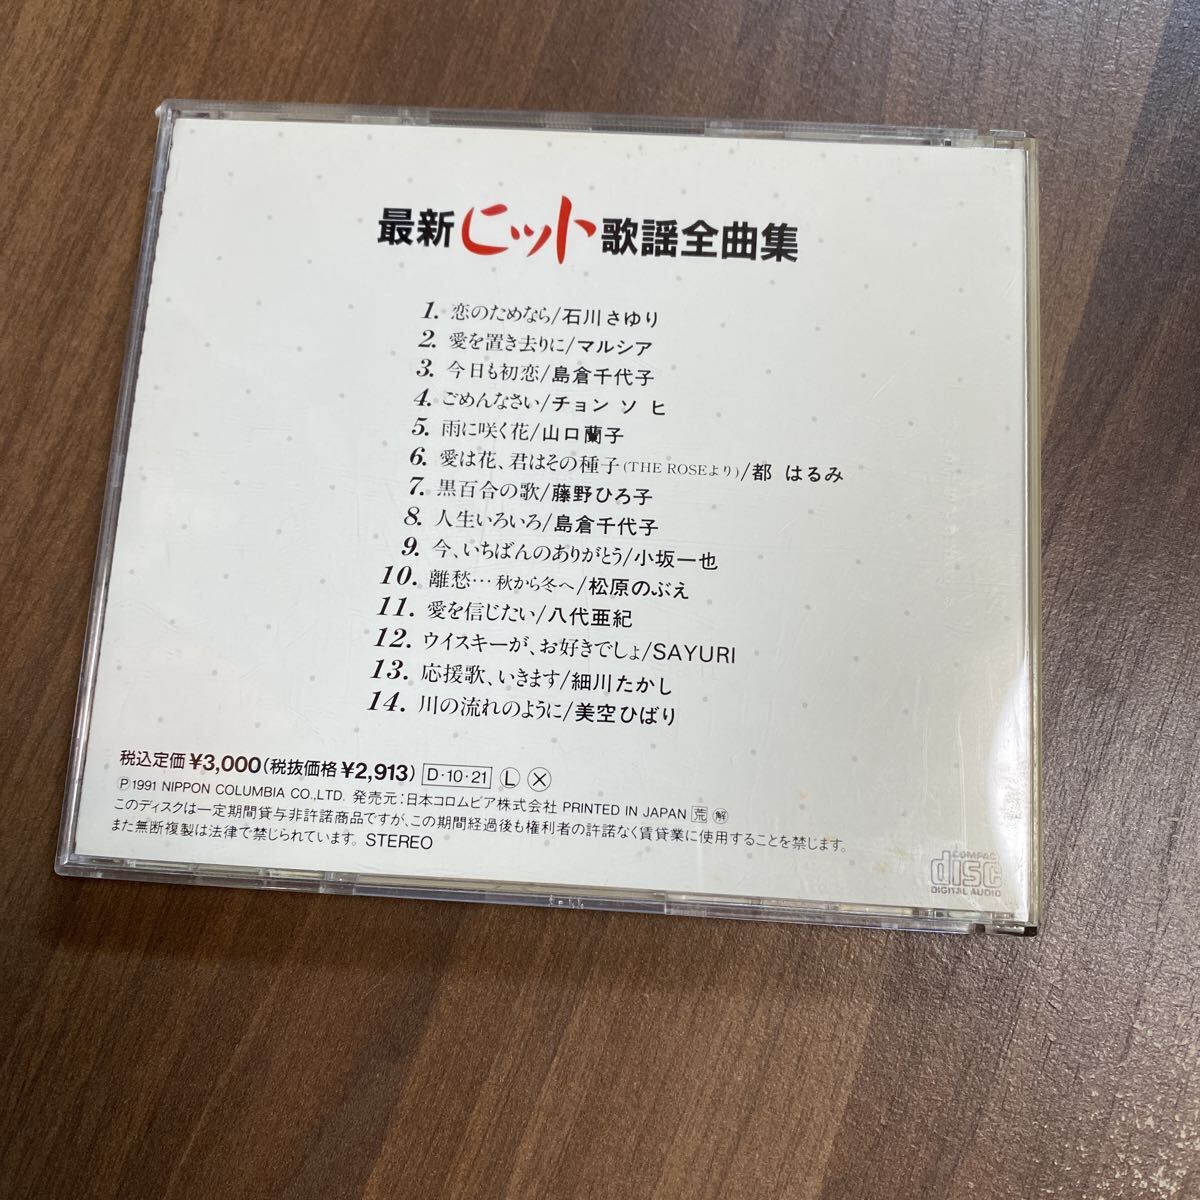 最新ヒット歌謡全曲集
1. 恋のためなら/石川さゆり
2. 愛を置き去りに/マルシア
3. 今日も初恋/島倉千代子
4. ごめんなさい/チョン ソ ヒ
5. 雨に咲く花/山口蘭子
6. 愛は花、君はその種子(THE ROSEより)/都 はるみ
7. 黒百合の歌/藤野ひろ子
8. 人生いろいろ/島倉千代子
9. 今、いちばんのありがとう/小坂一也
10. 離愁…秋から冬へ/松原のぶえ
11. 愛を信じたい/八代亜紀
12. ウイスキーが、お好きでしょ/SAYURI
13. 応援歌、いきます/細川たかし
14. 川の流れのように/美空ひばり
税込定価¥3,000(税抜価格¥2,913) D・10・21 Ⓛ Ⓧ
Ⓟ1991 NIPPON COLUMBIA CO.,LTD. 発売元:日本コロムビア株式会社 PRINTED IN JAPAN 荒 解
このディスクは一定期間貸与非許諾商品ですが、この期間経過後も権利者の許諾なく賃貸業に使用することを禁じます。
また無断複製は法律で禁じられています。STEREO
COMPACT
disc
DIGITAL AUDIO